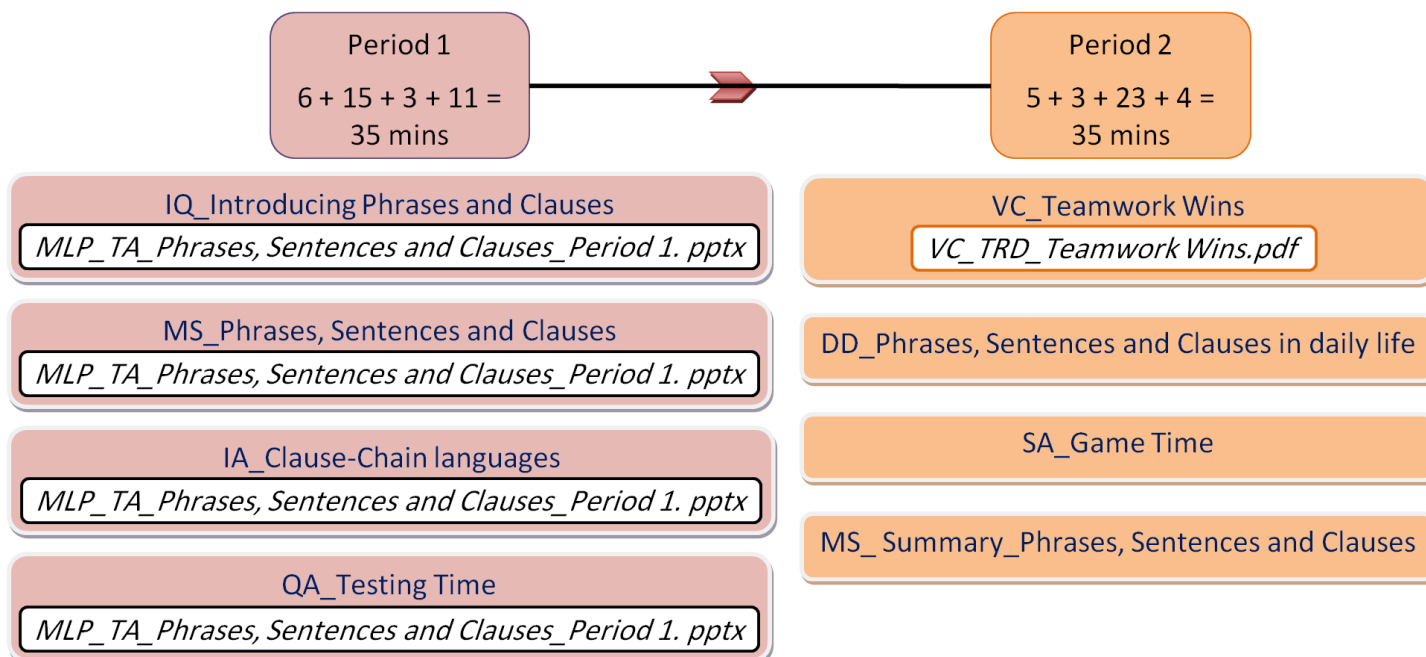 Period 1
6 + 15 + 3 + 11 =
35 mins
Period 2
5 + 3 + 23 + 4 =
35 mins
IQ_Introducing Phrases and Clauses
MLP_TA_Phrases, Sentences and Clauses_Period 1. pptx
MS_Phrases, Sentences and Clauses
MLP_TA_Phrases, Sentences and Clauses_Period 1. pptx
IA_Clause-Chain languages
MLP_TA_Phrases, Sentences and Clauses_Period 1. pptx
QA_Testing Time
MLP_TA_Phrases, Sentences and Clauses_Period 1. pptx
VC_Teamwork Wins
VC_TRD_Teamwork Wins.pdf
DD_Phrases, Sentences and Clauses in daily life
SA_Game Time
MS_ Summary_Phrases, Sentences and Clauses